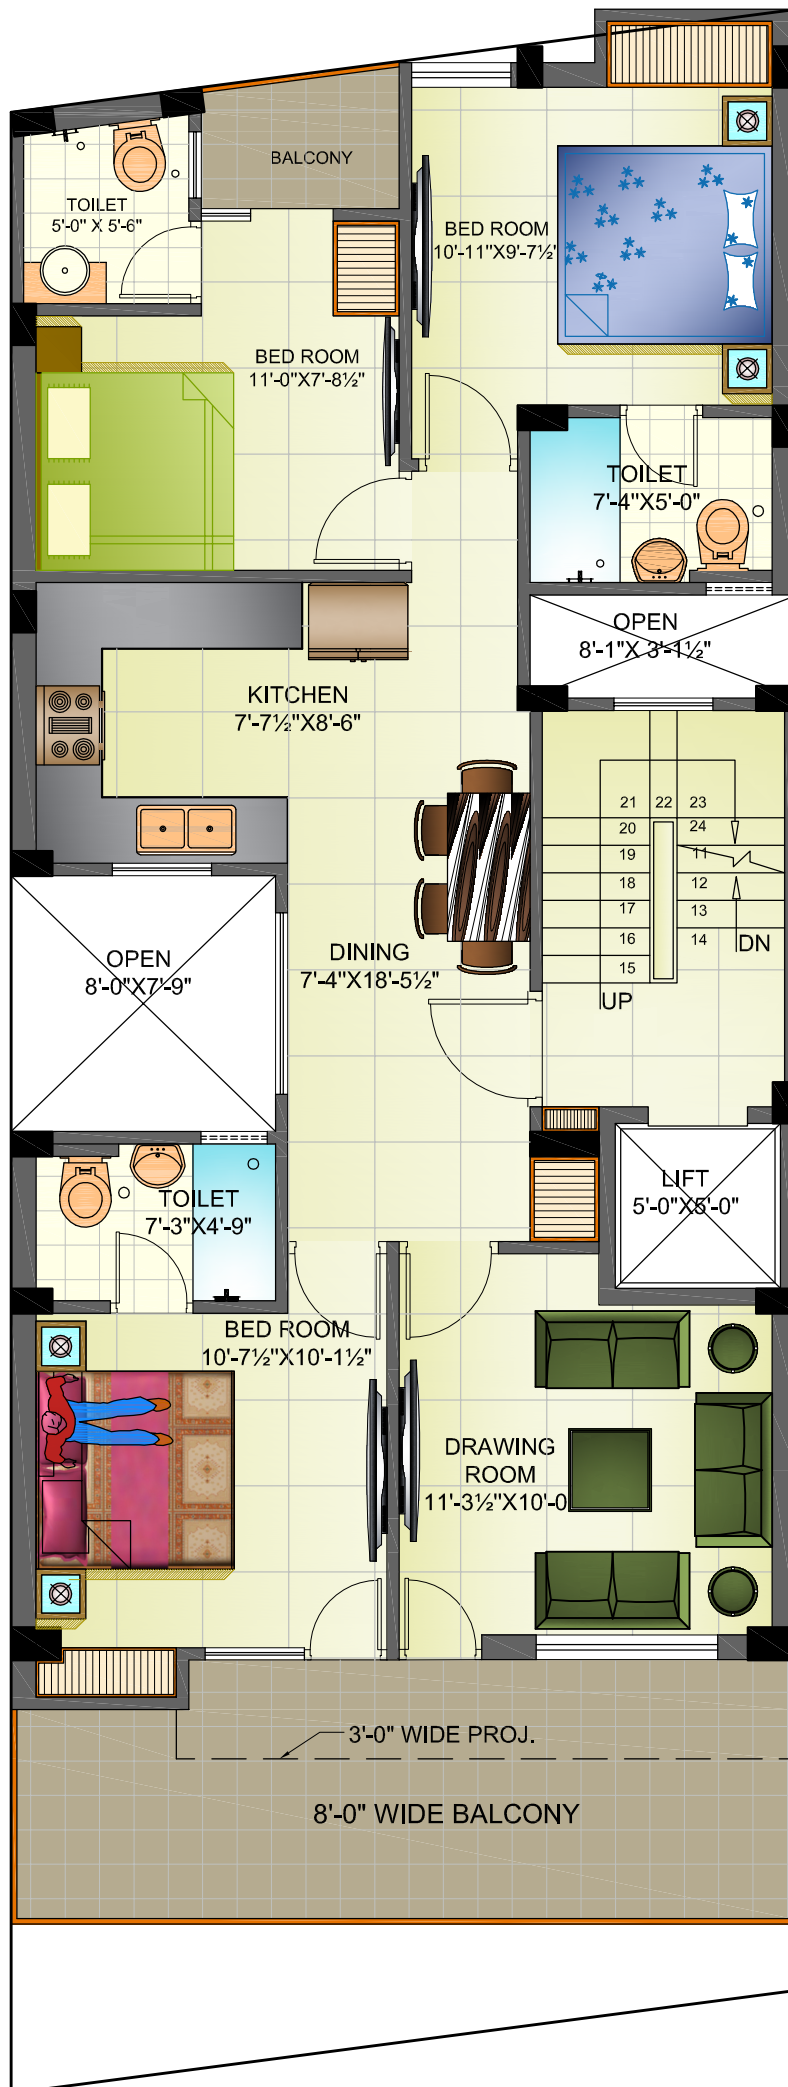 BALCONY
TOILET
5'-0" X 5'-6"
BED ROOM
10'-11"X9'-7½"
BED ROOM
11'-0"X7'-8½"
TOILET
7'-4"X5'-0"
OPEN
8'-1"X 3'-1½"
KITCHEN
7'-7½"X8'-6"
21 22 23
20 24
19 11
18 12
17 13
16 14
15
DN
UP
OPEN
8'-0"X7'-9"
DINING
7'-4"X18'-5½"
TOILET
7'-3"X4'-9"
LIFT
5'-0"X5'-0"
BED ROOM
10'-7½"X10'-1½"
DRAWING
ROOM
11'-3½"X10'-0
3'-0" WIDE PROJ.
8'-0" WIDE BALCONY